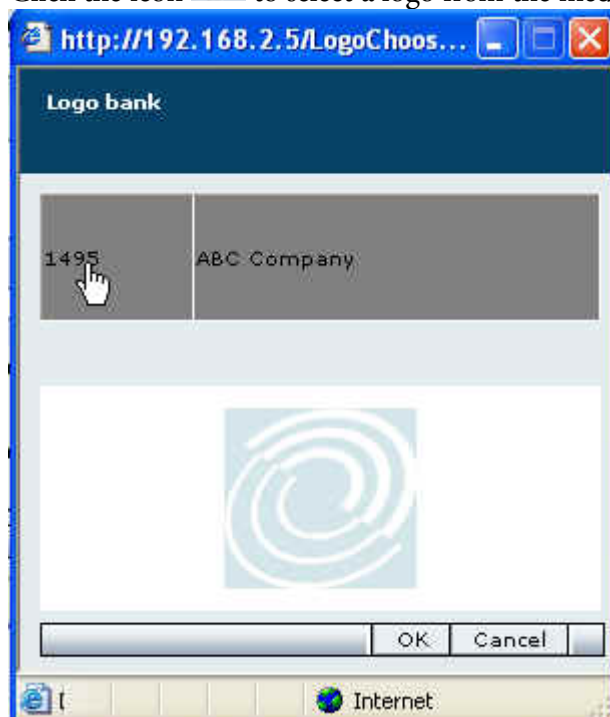 Click the icon to select a logo from the med
http://192.168.2.5/LogoChoos...
Logo bank
1495 ABC Company
OK Cancel
Internet